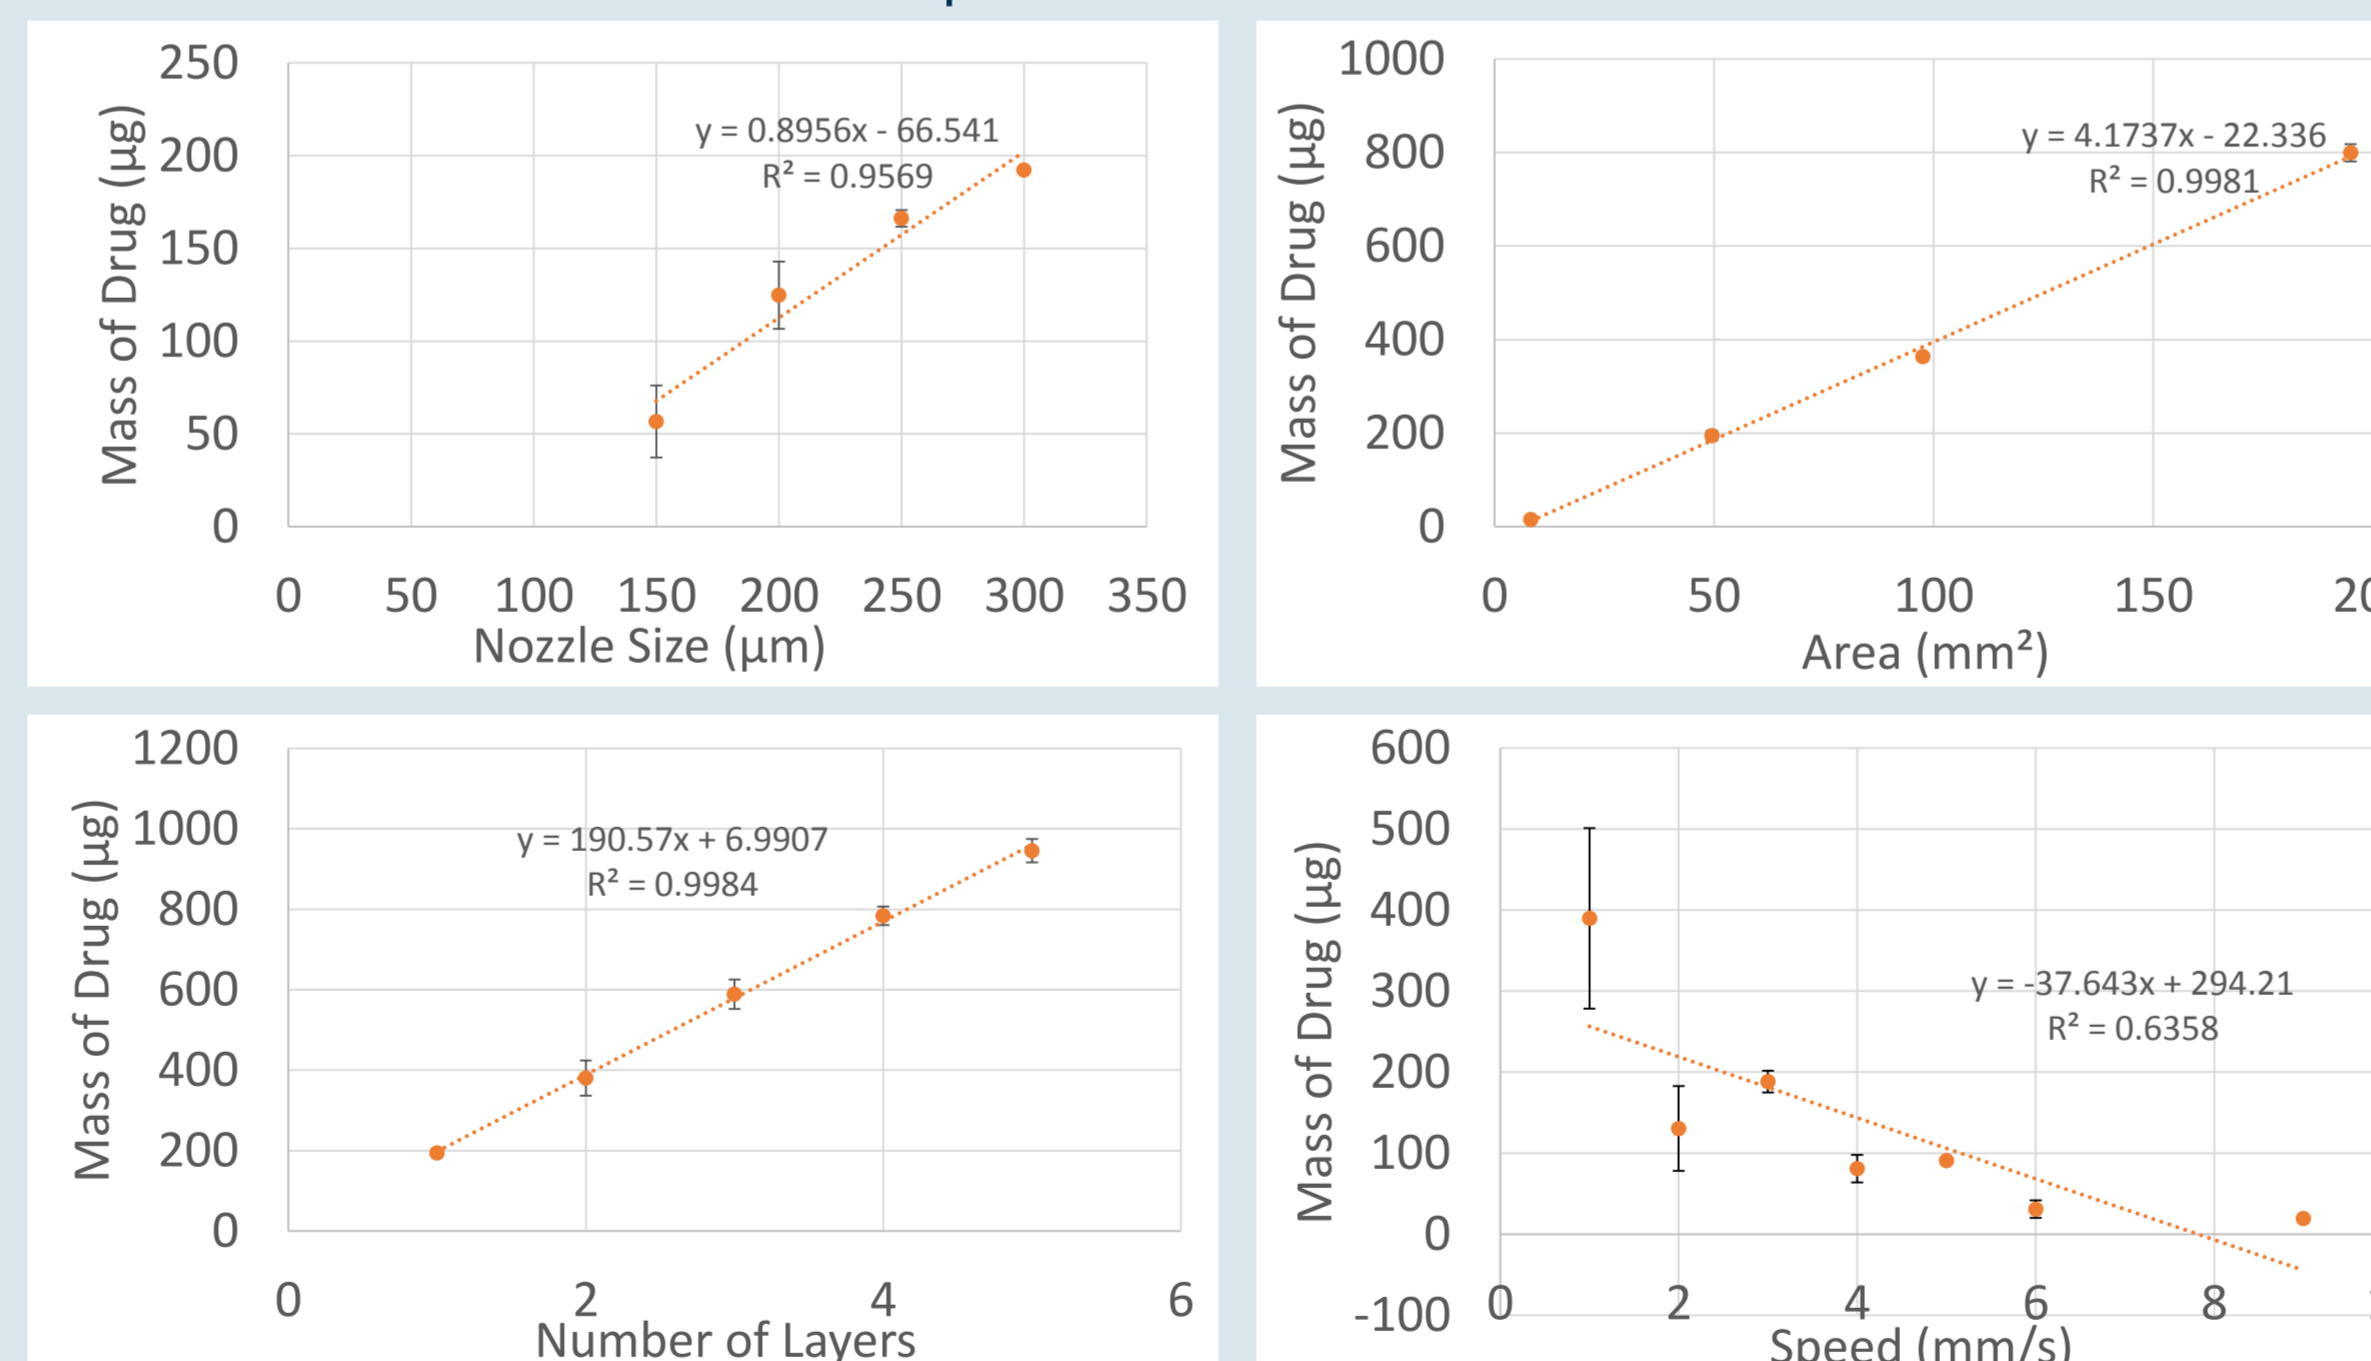 250
200
150
100
50
0
Mass of Drug (µg)
y = 0.8956x - 66.541
R² = 0.9569
0 50 100 150 200 250 300 350
Nozzle Size (µm)
1000
800
600
400
200
0
Mass of Drug (µg)
y = 4.1737x - 22.336
R² = 0.9981
0 50 100 150
Area (mm²)
1200
1000
800
600
400
200
0
Mass of Drug (µg)
y = 190.57x + 6.9907
R² = 0.9984
0 2 4 6
Number of Layers
600
500
400
300
200
100
0
-100
Mass of Drug (µg)
y = -37.643x + 294.21
R² = 0.6358
0 2 4 6 8
Speed (mm/s)